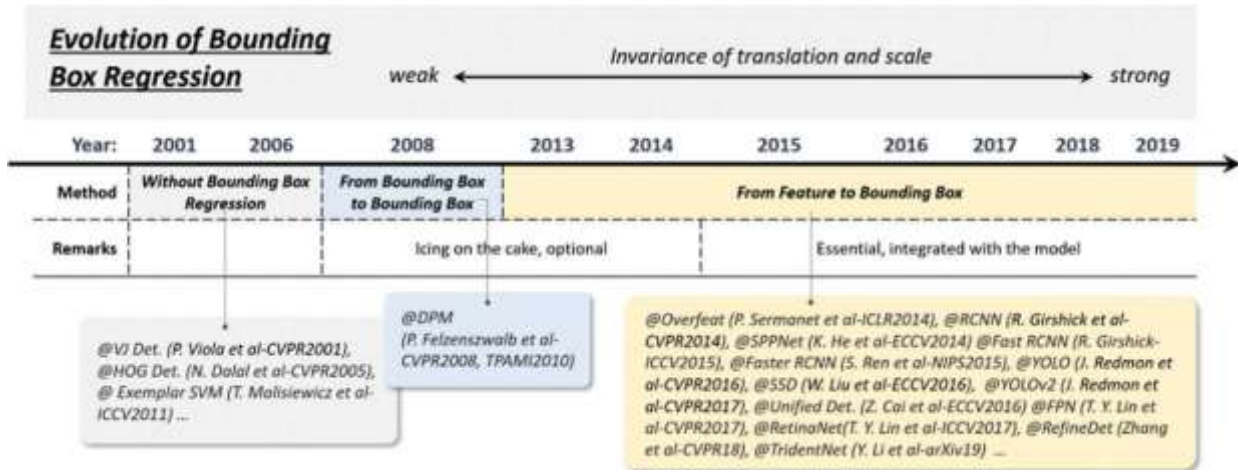 Evolution of Bounding
Box Regression
Invariance of translation and scale
weak
strong
Year: 2001 2006 2008 2013 2014 2015 2016 2017 2018 2019
Method
Without Bounding Box
Regression
From Bounding Box
to Bounding Box
From Feature to Bounding Box
Remarks
Icing on the cake, optional
Essential, integrated with the model
@VJ Det. (P. Viola et al-CVPR2001),
@HOG Det. (N. Dalal et al-CVPR2005),
@ Exemplar SVM (T. Malisiewicz et al-
ICCV2011) ...
@DPM
(P. Felzenszwalb et al-
CVPR2008, TPAMI2010)
@Overfeat (P. Sermanet et al-ICLR2014), @RCNN (R. Girshick et al-
CVPR2014), @SPPNet (K. He et al-ECCV2014) @Fast RCNN (R. Girshick-
ICCV2015), @Faster RCNN (S. Ren et al-NIPS2015), @YOLO (J. Redmon et
al-CVPR2016), @SSD (W. Liu et al-ECCV2016), @YOLOv2 (J. Redmon et
al-CVPR2017), @Unified Det. (Z. Cai et al-ECCV2016) @FPN (T. Y. Lin et
al-CVPR2017), @RetinaNet(T. Y. Lin et al-ICCV2017), @RefineDet (Zhang
et al-CVPR18), @TridentNet (Y. Li et al-arXiv19) ...